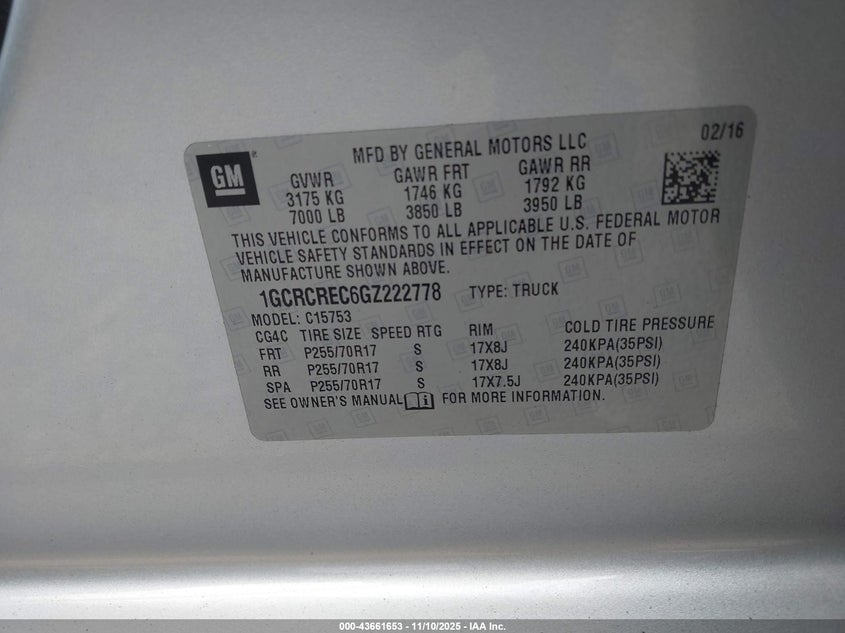 02/16
GM
MFD BY GENERAL MOTORS LLC
GVWR GAWR FRT GAWR RR
3175 KG 1746 KG 1792 KG
7000 LB 3850 LB 3950 LB
THIS VEHICLE CONFORMS TO ALL APPLICABLE U.S. FEDERAL MOTOR
VEHICLE SAFETY STANDARDS IN EFFECT ON THE DATE OF
MANUFACTURE SHOWN ABOVE.
1GCRCREC6GZ222778 TYPE: TRUCK
MODEL: C15753
CG4C TIRE SIZE SPEED RTG RIM COLD TIRE PRESSURE
FRT P255/70R17 S 17X8J 240KPA(35PSI)
RR P255/70R17 S 17X8J 240KPA(35PSI)
SPA P255/70R17 S 17X7.5J 240KPA(35PSI)
SEE OWNER'S MANUAL i FOR MORE INFORMATION.
000-43661653 - 11/10/2025 - IAA Inc.